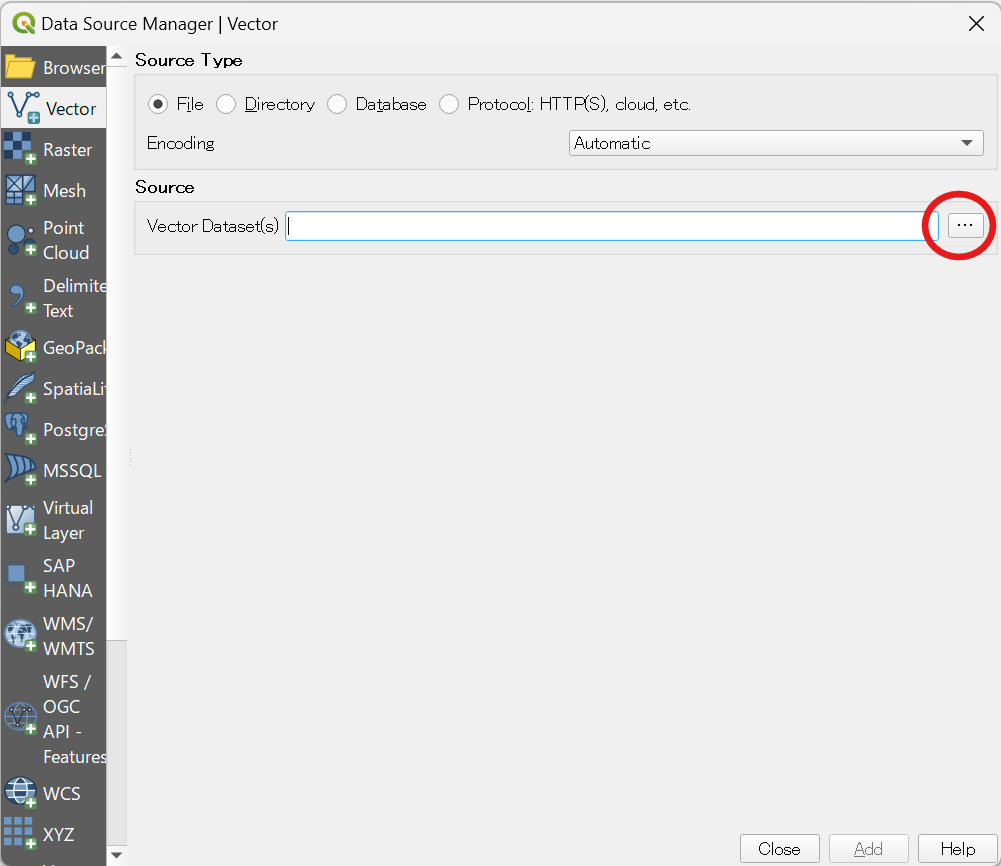 Data Source Manager | Vector
Browser
Vector
Raster
Mesh
Point
Cloud
Delimite
Text
GeoPack
SpatiaLi
PostgreS
MSSQL
Virtual
Layer
SAP
HANA
WMS/
WMTS
WFS /
OGC
API -
Features
WCS
XYZ
Source Type
File Directory Database Protocol: HTTP(S), cloud, etc.
Encoding Automatic
Source
Vector Dataset(s) ...
Close Add Help